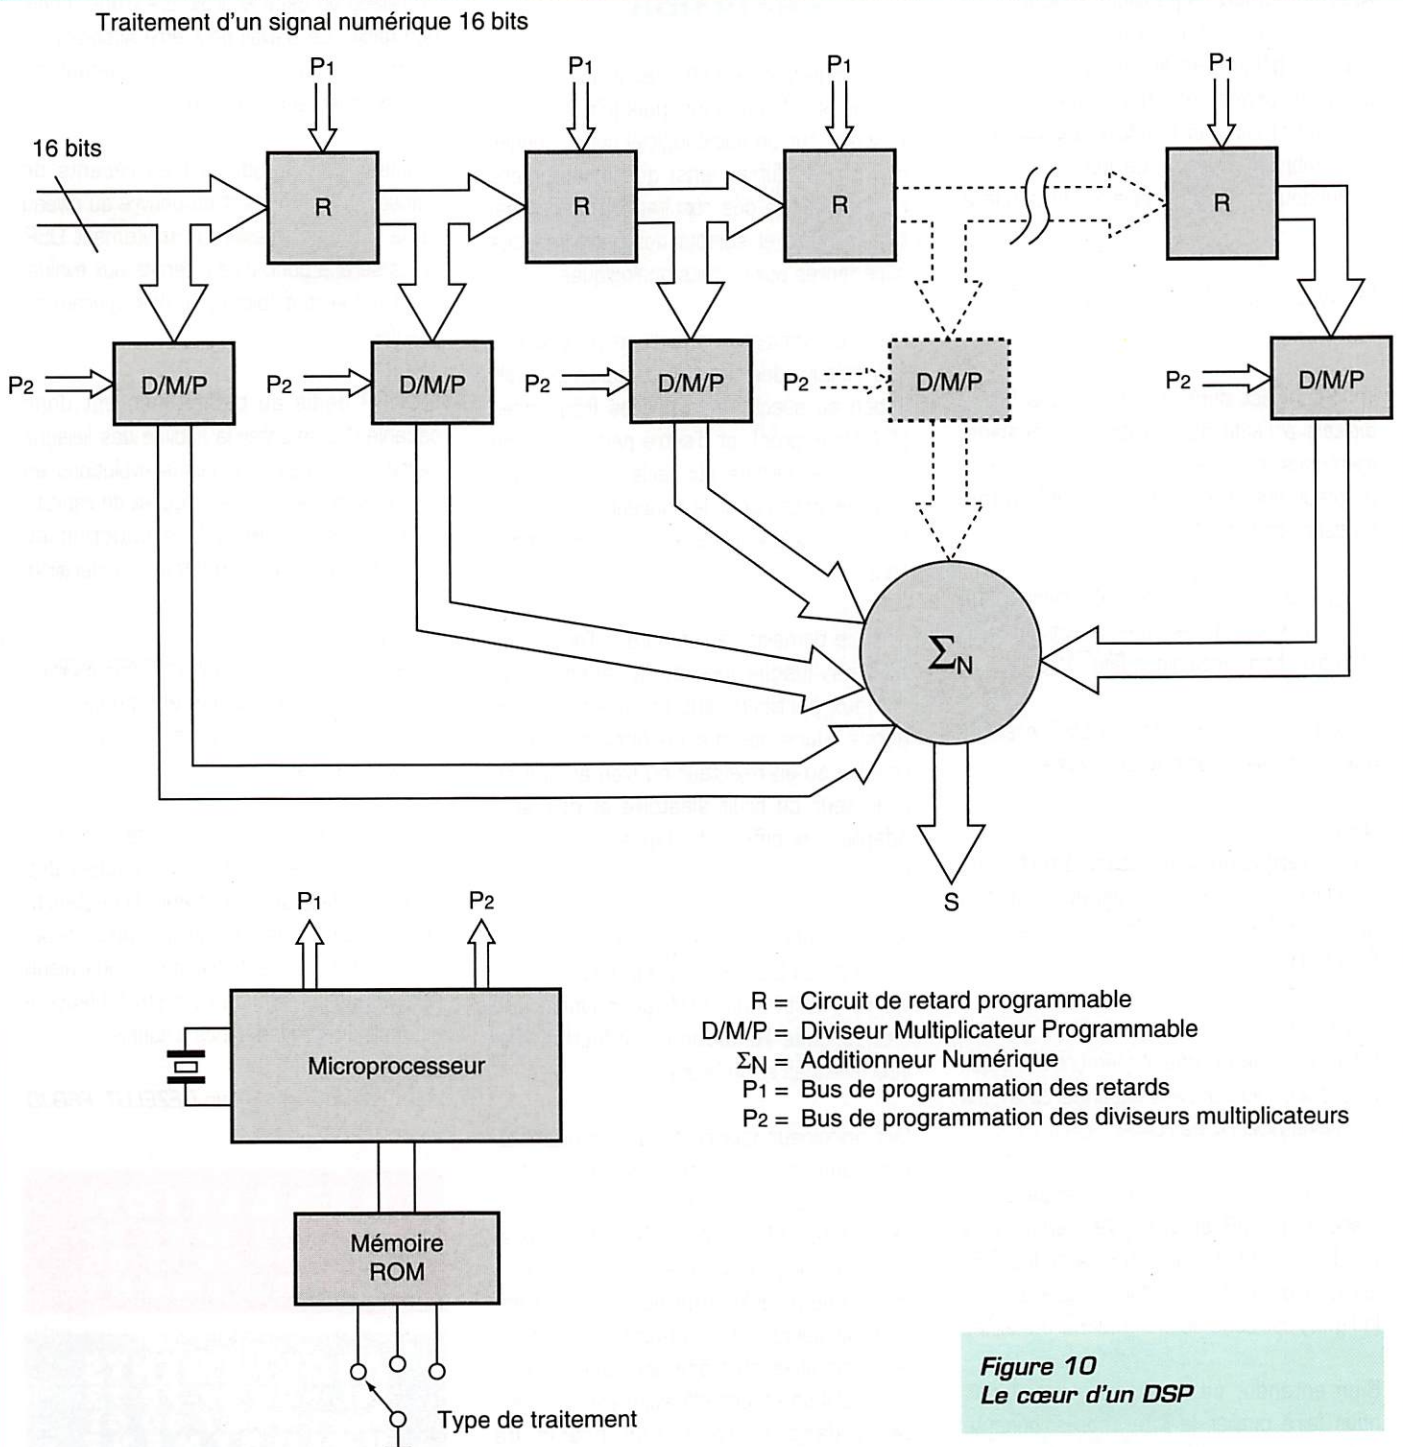 Traitement d'un signal numérique 16 bits
P1 P1 P1 P1
16 bits
R R R R
P2 D/M/P P2 D/M/P P2 D/M/P P2 D/M/P P2 D/M/P
ΣN
S
P1 P2
Microprocesseur
R = Circuit de retard programmable
D/M/P = Diviseur Multiplicateur Programmable
ΣN = Additionneur Numérique
P1 = Bus de programmation des retards
P2 = Bus de programmation des diviseurs multiplicateurs
Mémoire
ROM
Type de traitement
Figure 10
Le cœur d'un DSP